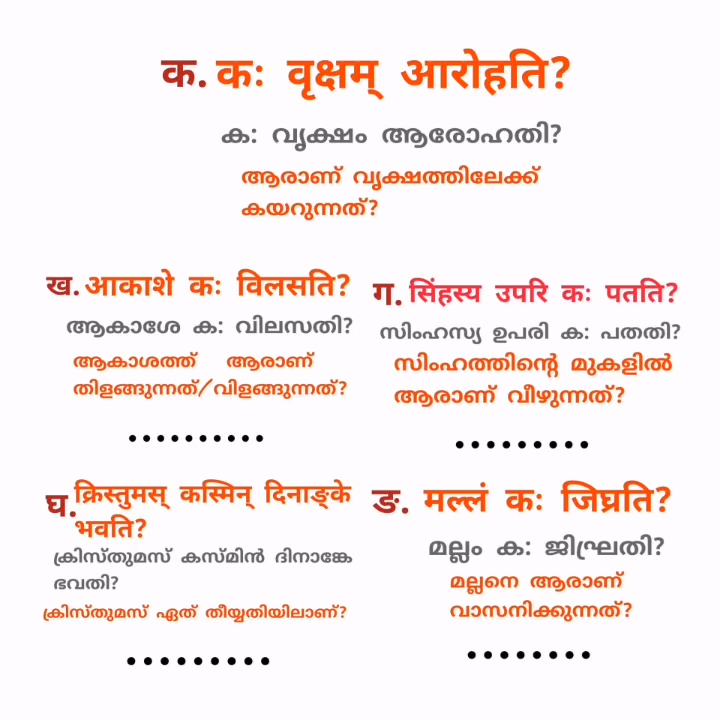 क. कः वृक्षम् आरोहति?
ക: വൃക്ഷം ആരോഹതി?
ആരാണ് വൃക്ഷത്തിലേക്ക്
കയറുന്നത്?
ख. आकाशे कः विलसति?
ആകാശേ ക: വിലസതി?
ആകാശത്ത് ആരാണ്
തിളങ്ങുന്നത്/വിളങ്ങുന്നത്?
..........
ग. सिंहस्य उपरि कः पतति?
സിംഹസ്യ ഉപരി ക: പതതി?
സിംഹത്തിന്റെ മുകളിൽ
ആരാണ് വീഴുന്നത്?
.........
घ. क्रिस्तुमस् कस्मिन् दिनाङ्के
भवति?
ക്രിസ്തുമസ് കസ്മിൻ ദിനാങ്കേ
ഭവതി?
ക്രിസ്തുമസ് ഏത് തീയ്യതിയിലാണ്?
.........
ङ. मल्लं कः जिघ्रति?
മല്ലം ക: ജിഘ്രതി?
മല്ലനെ ആരാണ്
വാസനിക്കുന്നത്?
........